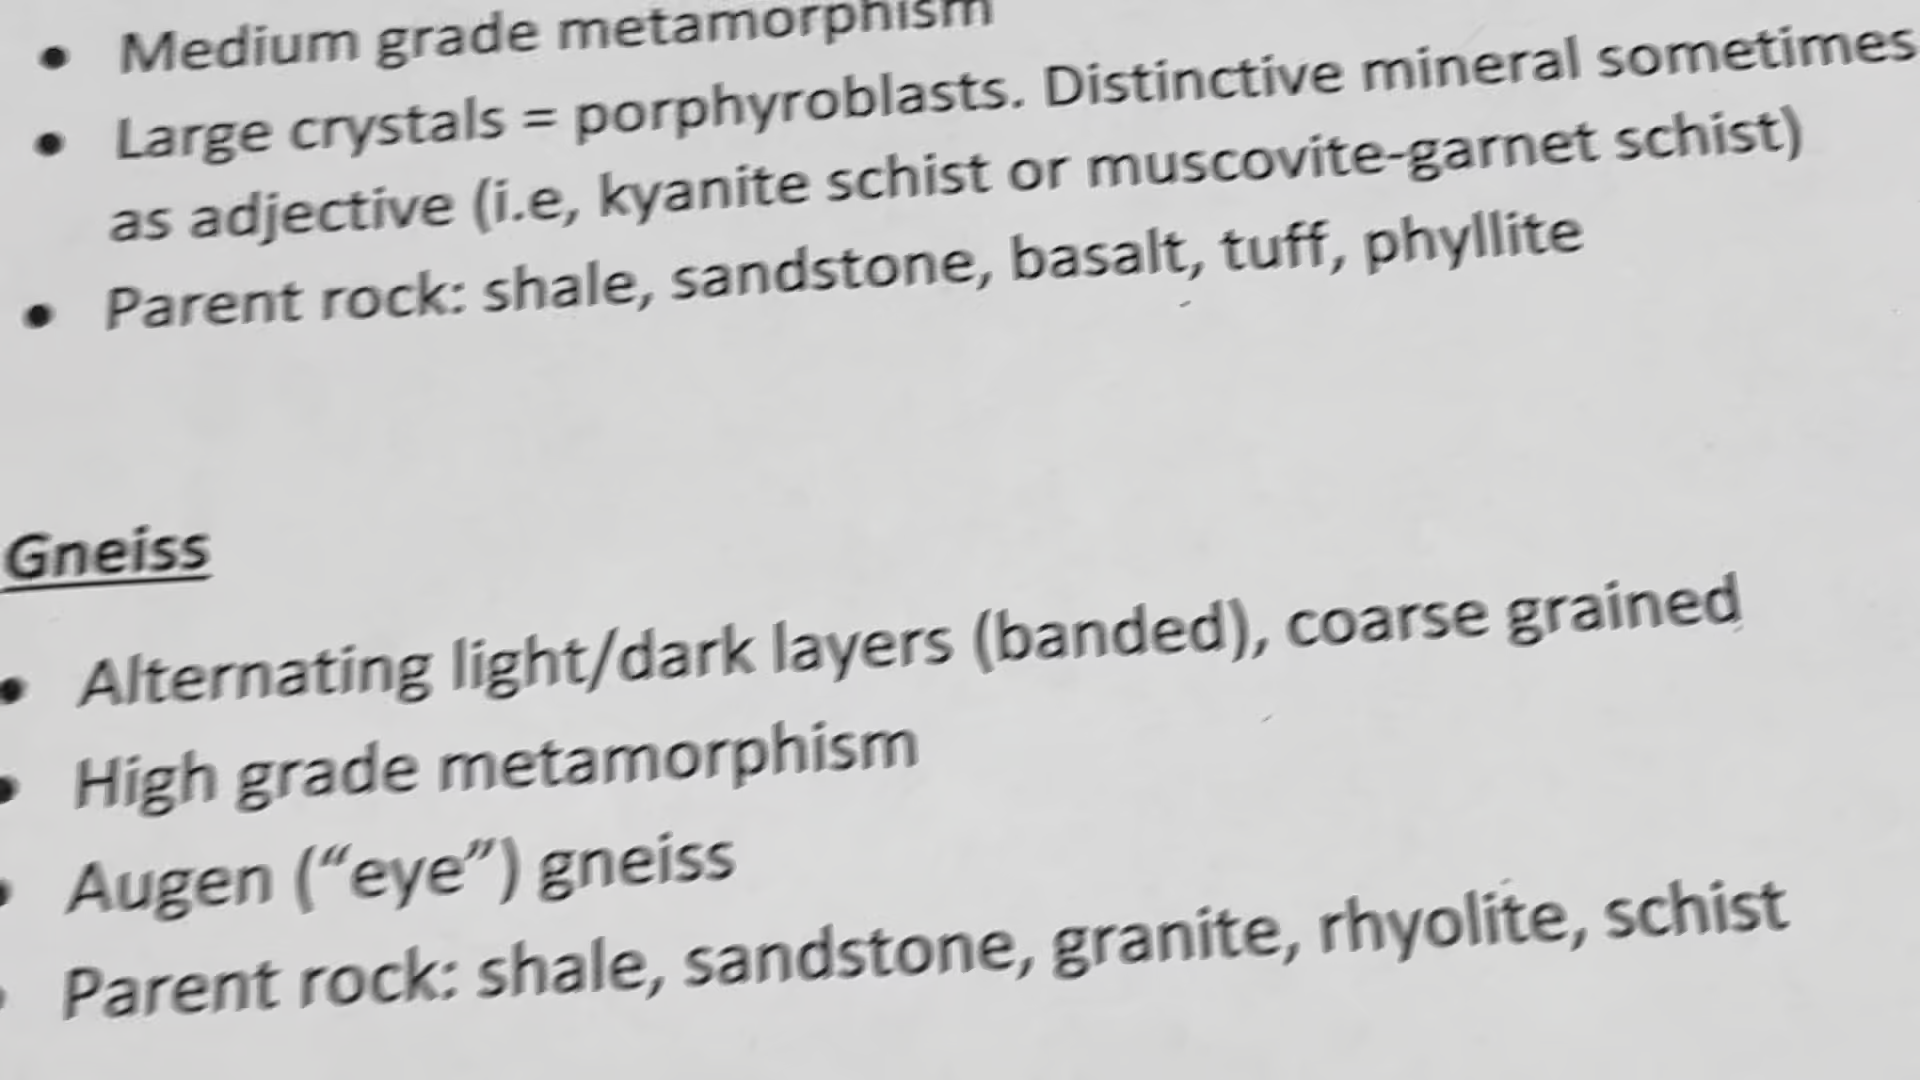 • Medium grade metamorphism
• Large crystals = porphyroblasts. Distinctive mineral sometimes
as adjective (i.e, kyanite schist or muscovite-garnet schist)
• Parent rock: shale, sandstone, basalt, tuff, phyllite
Gneiss
• Alternating light/dark layers (banded), coarse grained
• High grade metamorphism
• Augen (“eye”) gneiss
• Parent rock: shale, sandstone, granite, rhyolite, schist